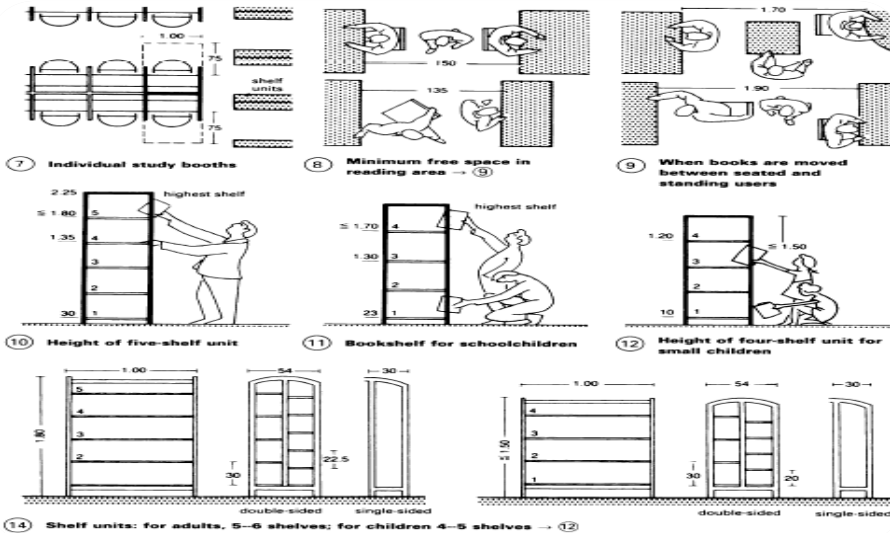 1.00
75
shelf
units
75
⑦ Individual study booths
150
135
⑧ Minimum free space in
reading area → ⑨
1.70
1.90
⑨ When books are moved
between seated and
standing users
2.25
highest shelf
≦ 1.80
5
1.35
4
3
2
30
1
⑩ Height of five-shelf unit
highest shelf
≦ 1.70
4
1.30
3
2
23
1
⑪ Bookshelf for schoolchildren
1.20
4
≦ 1.50
3
2
10
1
⑫ Height of four-shelf unit for
small children
1.00
54
30
5
4
3
2
1.80
22.5
30
double-sided
single-sided
1.00
54
30
4
3
2
1
≦ 1.50
30
20
double-sided
single-sided
⑭ Shelf units: for adults, 5–6 shelves; for children 4–5 shelves → ⑫